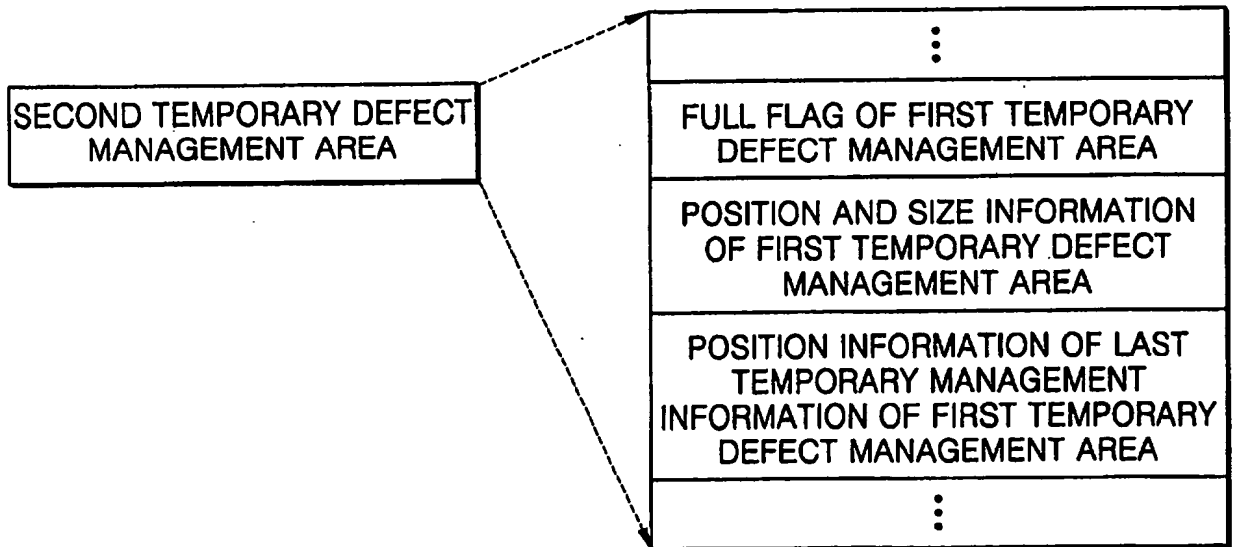 SECOND TEMPORARY DEFECT
MANAGEMENT AREA
FULL FLAG OF FIRST TEMPORARY
DEFECT MANAGEMENT AREA
POSITION AND SIZE INFORMATION
OF FIRST TEMPORARY DEFECT
MANAGEMENT AREA
POSITION INFORMATION OF LAST
TEMPORARY MANAGEMENT
INFORMATION OF FIRST TEMPORARY
DEFECT MANAGEMENT AREA